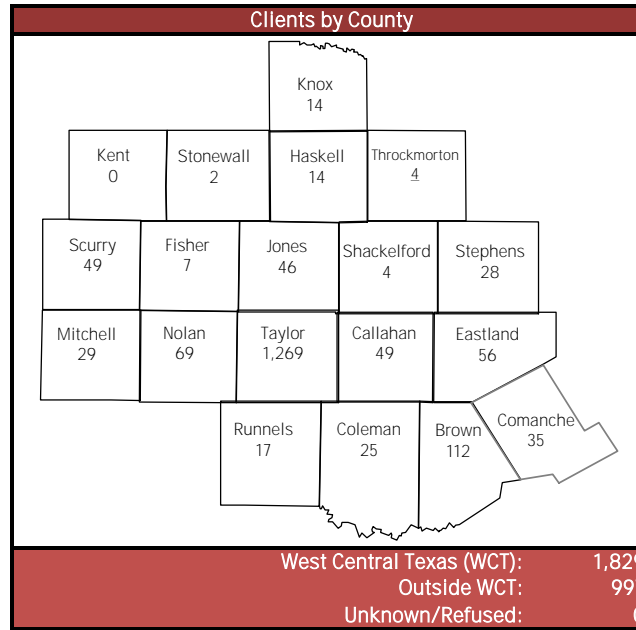 Clients by County
Knox
14
Kent
0
Stonewall
2
Haskell
14
Throckmorton
4
Scurry
49
Fisher
7
Jones
46
Shackelford
4
Stephens
28
Mitchell
29
Nolan
69
Taylor
1,269
Callahan
49
Eastland
56
Runnels
17
Coleman
25
Brown
112
Comanche
35
West Central Texas (WCT): 1,829
Outside WCT:
Unknown/Refused: